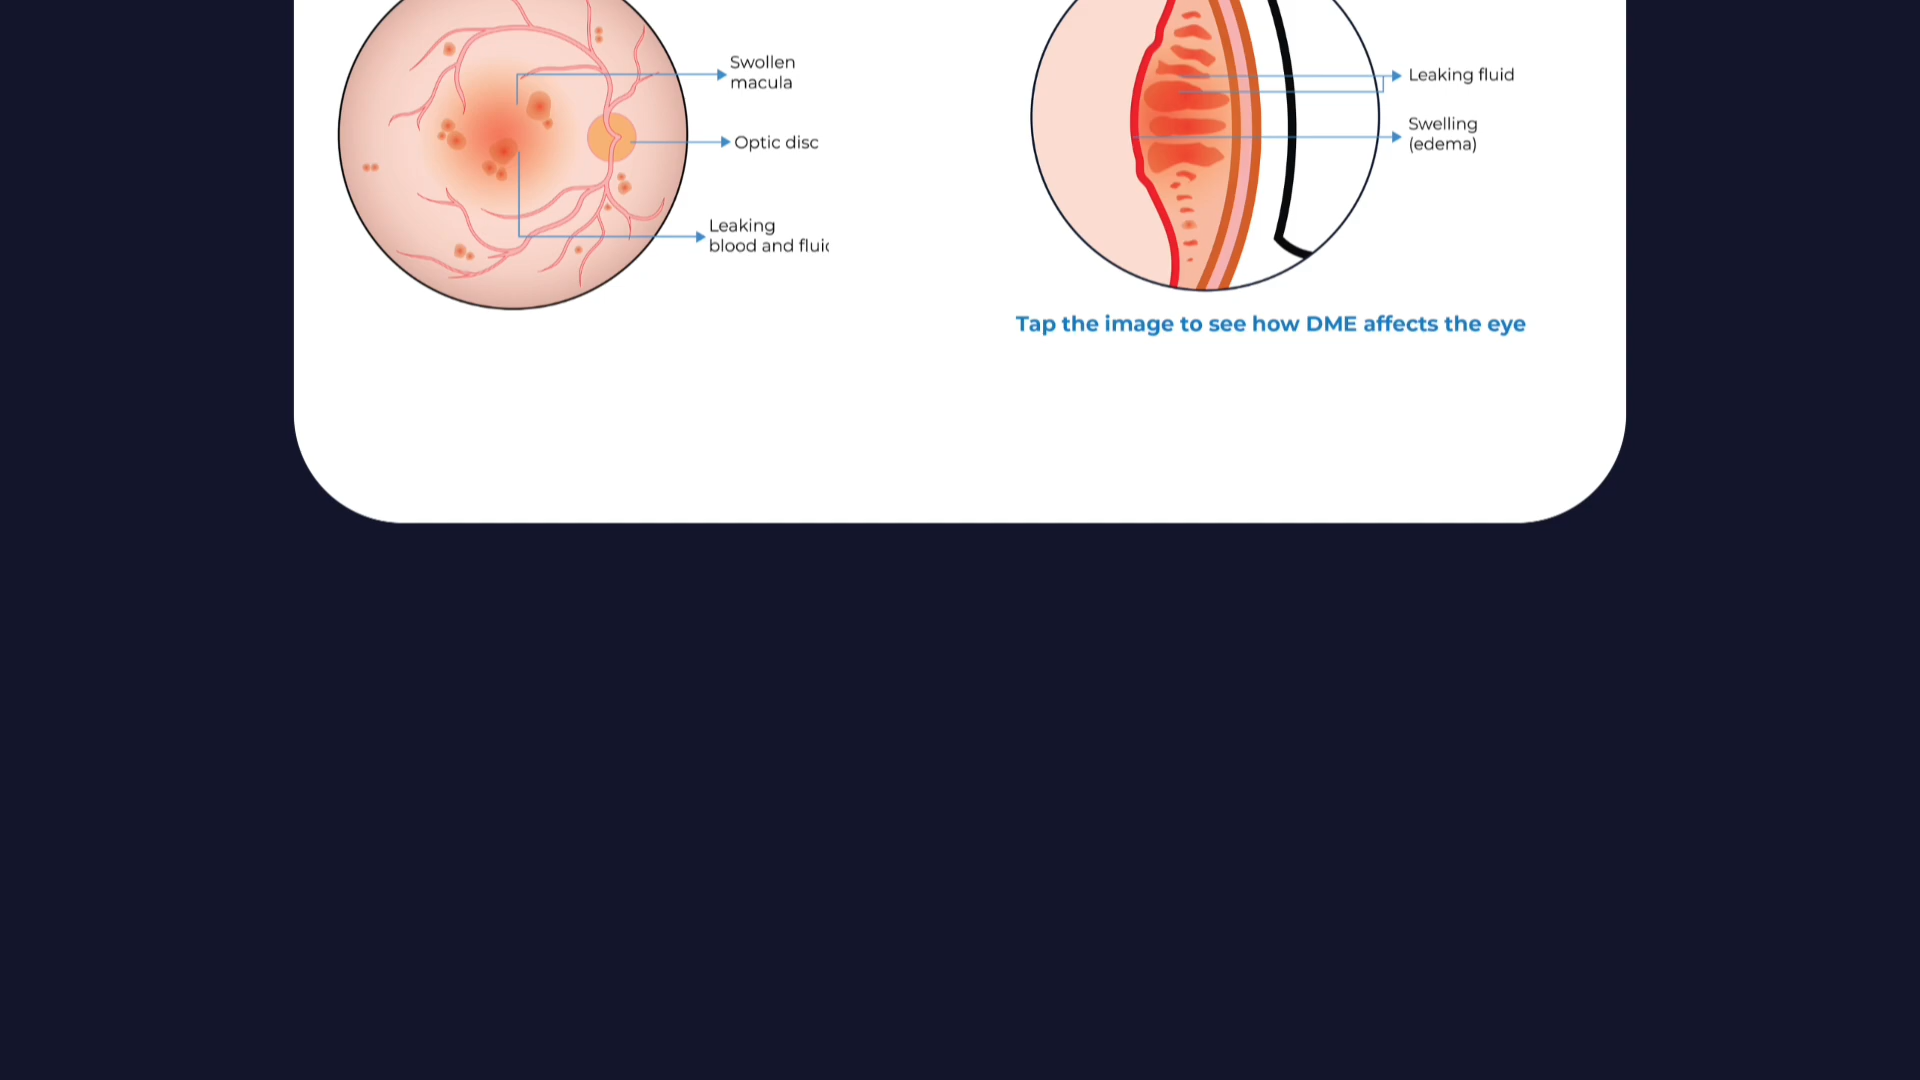 Swollen
macula
Optic disc
Leaking
blood and fluid
Leaking fluid
Swelling
(edema)
Tap the image to see how DME affects the eye